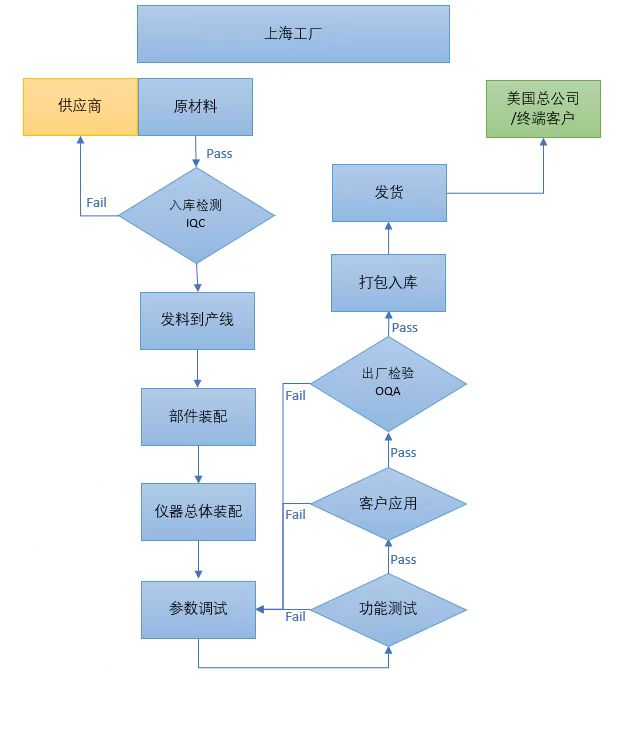 上海工厂
供应商
原材料
美国总公司
/终端客户
Pass
Fail
入库检测
IQC
发货
发料到产线
打包入库
Pass
部件装配
出厂检验
OQA
Fail
Pass
仪器总体装配
客户应用
Fail
Pass
参数调试
功能测试
Fail